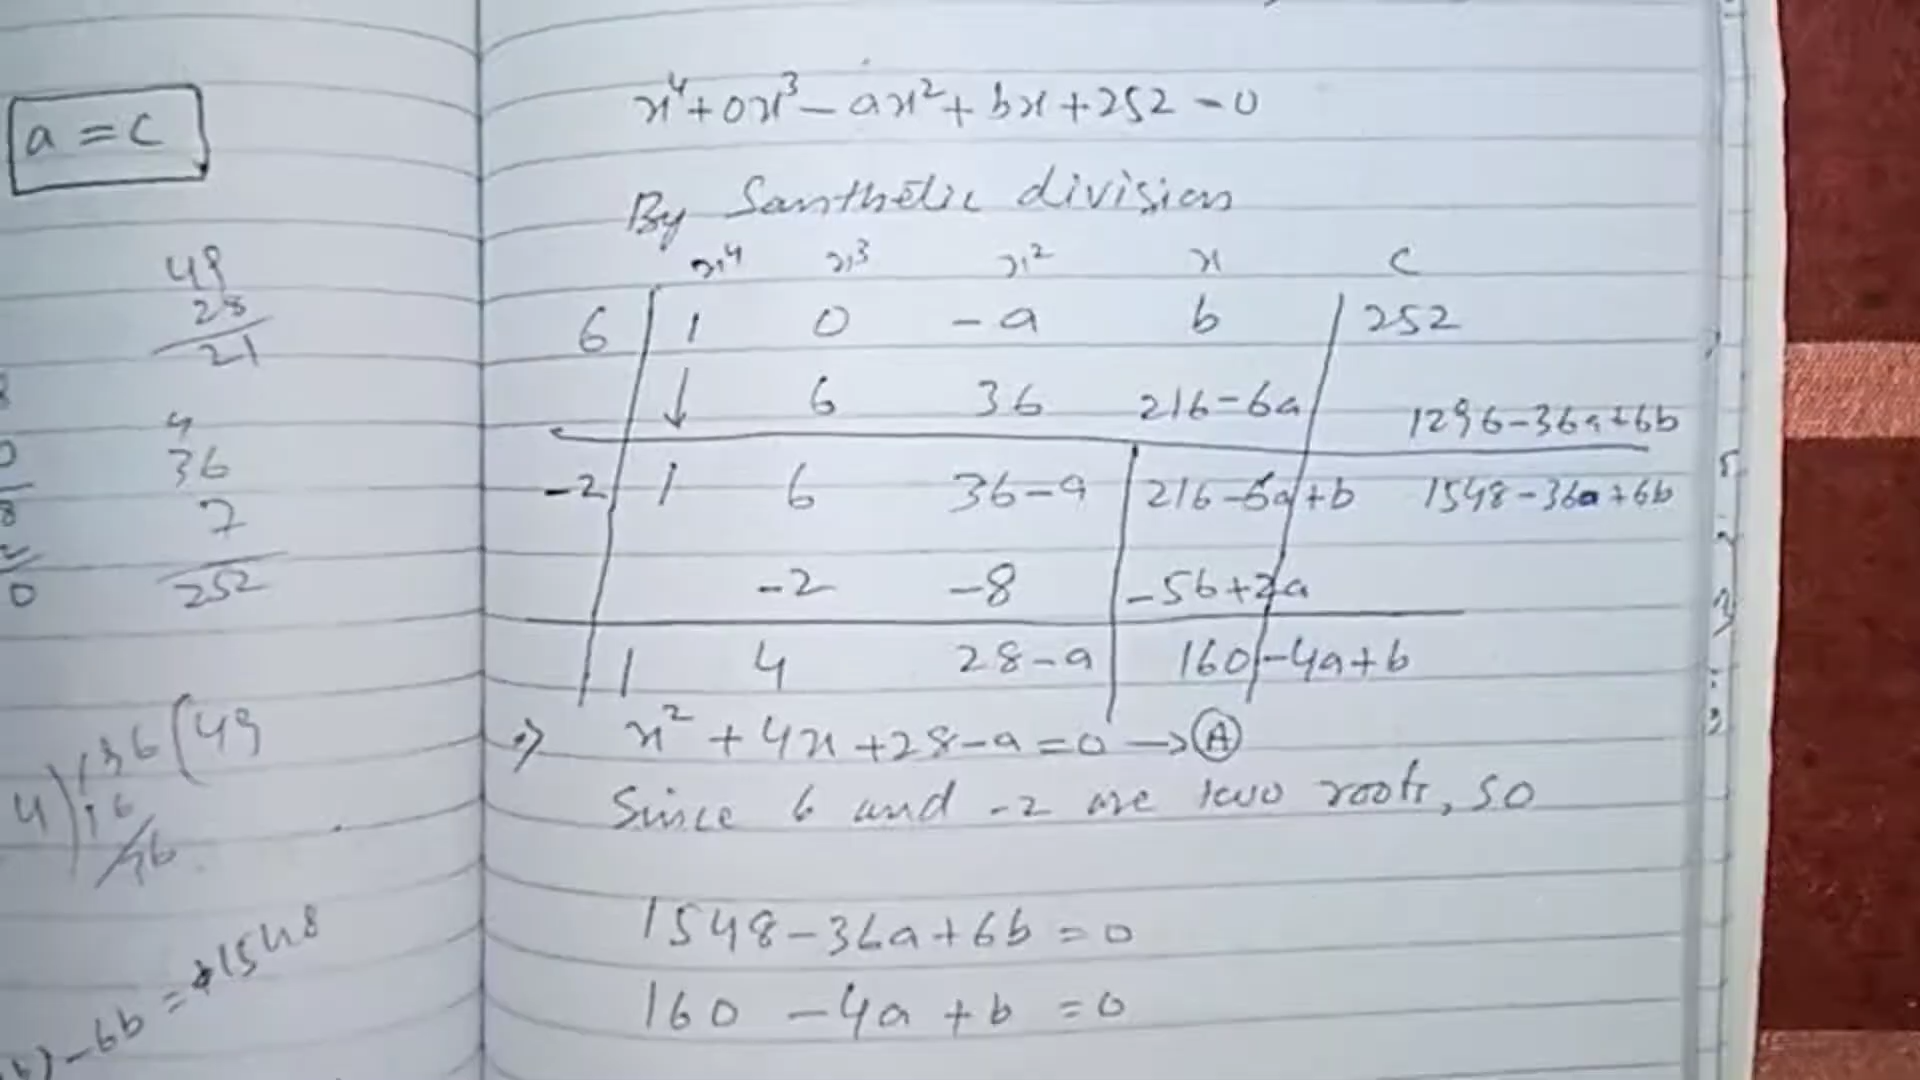 a = c
49
28
21
36
7
252
4) 196 (49
16
-6b = +1548
x⁴ + 0x³ - ax² + bx + 252 = 0
By Santhetic division
x⁴ x³ x² x c
6 1 0 -a b 252
↓ 6 36 216-6a 1296-36a+6b
-2 1 6 36-a 216-6a+b 1548-36a+6b
-2 -8 -56+2a
1 4 28-a 160-4a+b
⇒ x² + 4x + 28-a = 0 → Ⓐ
Since 6 and -2 are two roots, so
1548-36a+6b = 0
160 - 4a + b = 0